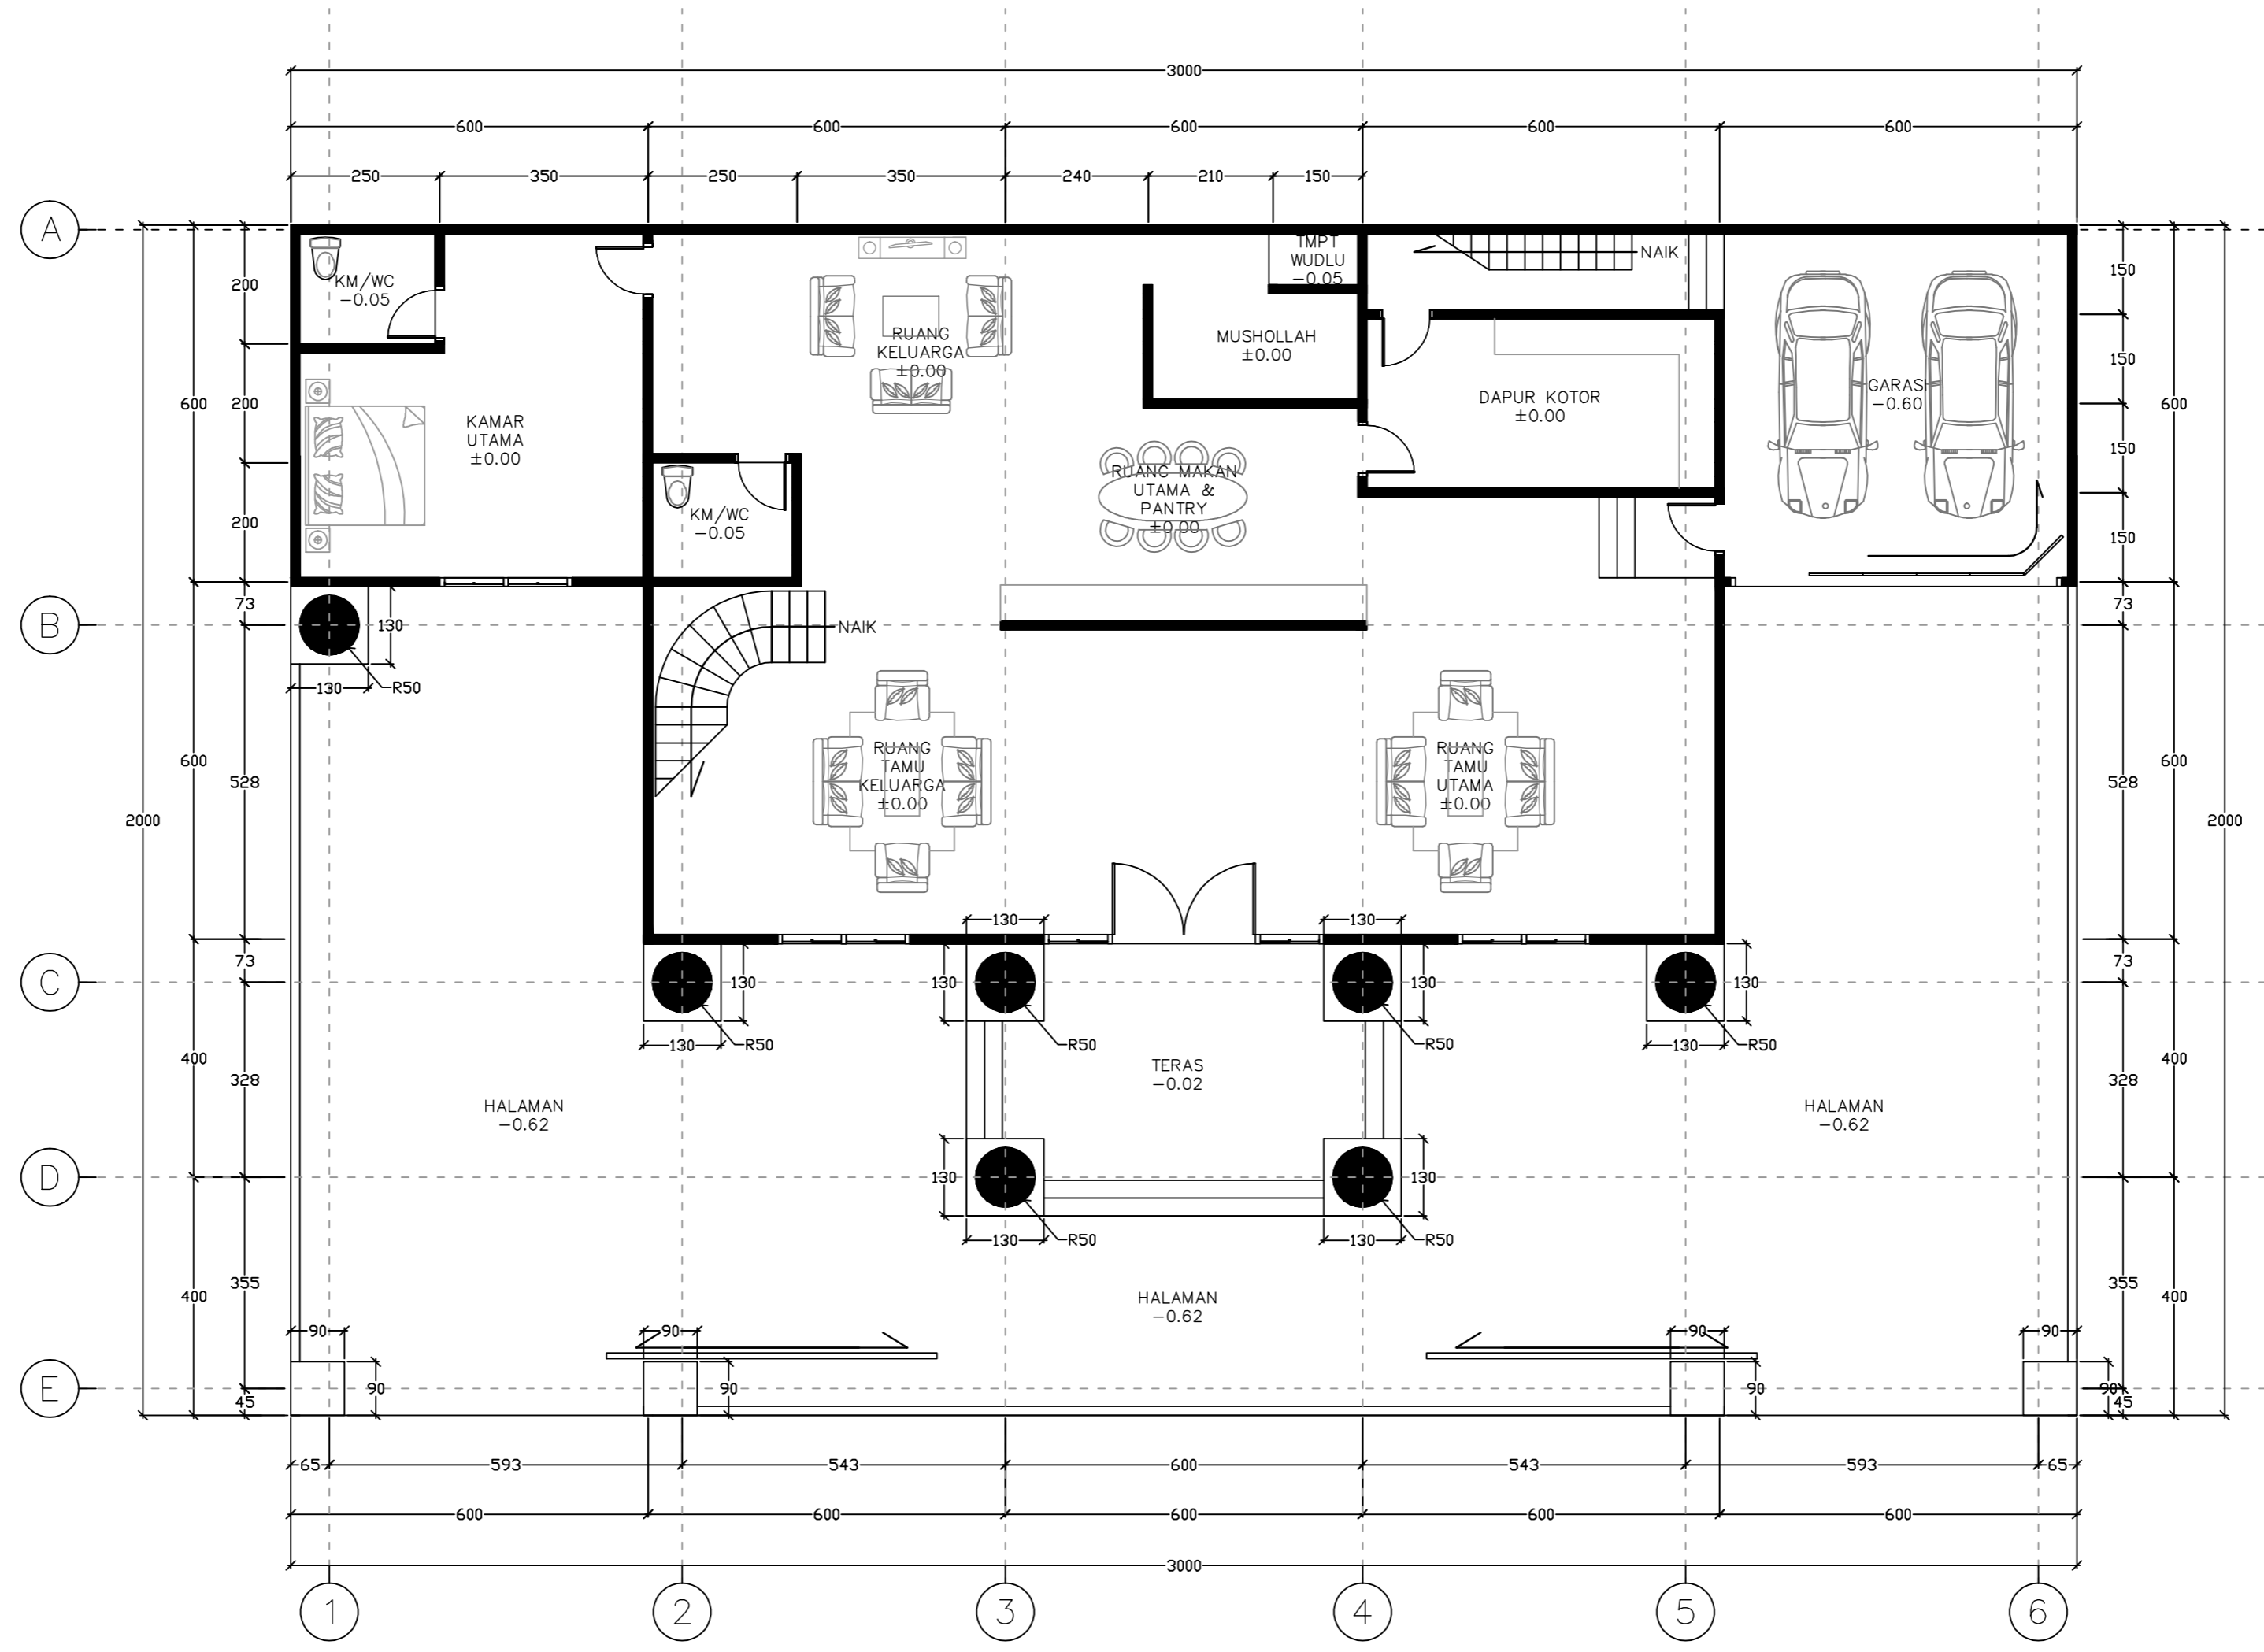 3000
600 600 600 600 600
250 350 250 350 240 210 150
A
B
C
D
E
2000
600
600
400
400
200
200
200
73
528
73
328
355
45
KM/WC
-0.05
KAMAR
UTAMA
±0.00
RUANG
KELUARGA
±0.00
KM/WC
-0.05
TMPT
WUDLU
-0.05
MUSHOLLAH
±0.00
RUANG MAKAN
UTAMA &
PANTRY
±0.00
NAIK
DAPUR KOTOR
±0.00
GARASI
-0.60
150
150
150
150
73
528
73
328
355
45
600
600
400
400
2000
130
130
R50
NAIK
RUANG
TAMU
KELUARGA
±0.00
RUANG
TAMU
UTAMA
±0.00
130 130
130 130 130 130
130 R50 R50 R50 130 R50
TERAS
-0.02
HALAMAN
-0.62
HALAMAN
-0.62
130 130
130 R50 130 R50
HALAMAN
-0.62
90 90 90 90
90 90 90 90
65 593 543 600 543 593 65
600 600 600 600 600
3000
1 2 3 4 5 6